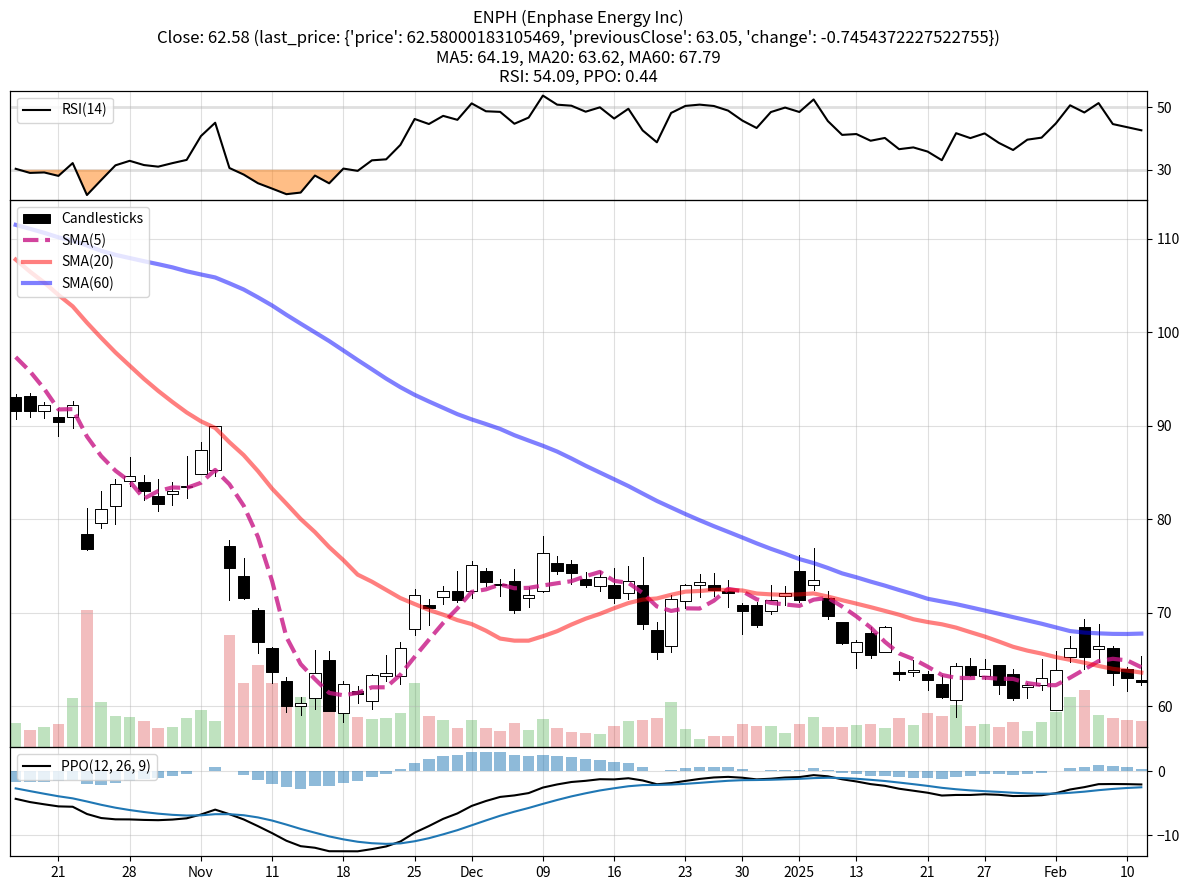 ENPH (Enphase Energy Inc)
Close: 62.58 (last_price: {'price': 62.58000183105469, 'previousClose': 63.05, 'change': -0.7454372227522755})
MA5: 64.19, MA20: 63.62, MA60: 67.79
RSI: 54.09, PPO: 0.44
RSI(14)
50
30
Candlesticks
SMA(5)
SMA(20)
SMA(60)
110
100
90
80
70
60
PPO(12, 26, 9)
0
−10
21 28 Nov 11 18 25 Dec 09 16 23 30 2025 13 21 27 Feb 10